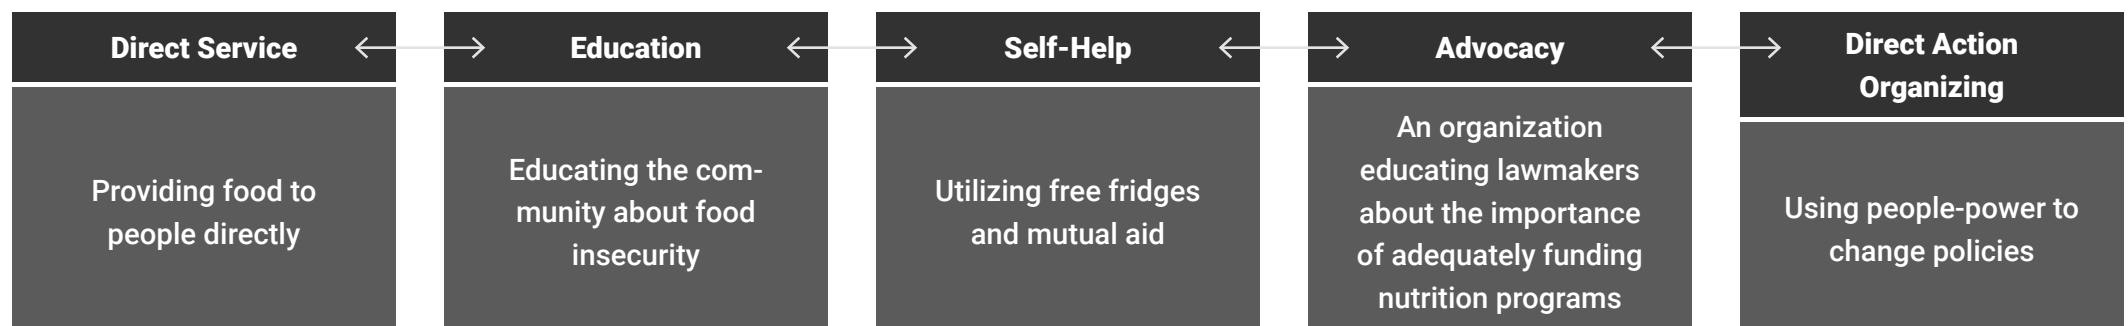 Direct Service
Education
Self-Help
Advocacy
Direct Action
Organizing
Providing food to
people directly
Educating the com-
munity about food
insecurity
Utilizing free fridges
and mutual aid
An organization
educating lawmakers
about the importance
of adequately funding
nutrition programs
Using people-power to
change policies